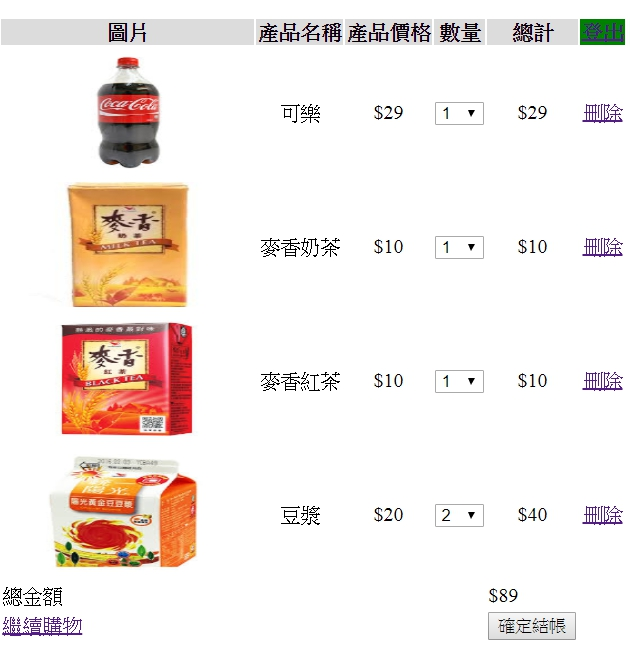 圖片 產品名稱 產品價格 數量 總計 登出
Coca-Cola
可樂 $29 1 $29 刪除
麥香
奶茶
MILK TEA
麥香奶茶 $10 1 $10 刪除
麥香
紅茶
BLACK TEA
麥香紅茶 $10 1 $10 刪除
陽光黃金豆豆漿
豆漿 $20 2 $40 刪除
總金額 $89
繼續購物 確定結帳